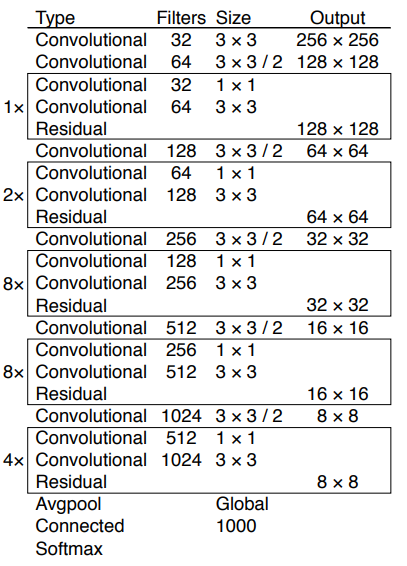 Type Filters Size Output
Convolutional 32 3 × 3 256 × 256
Convolutional 64 3 × 3 / 2 128 × 128
Convolutional 32 1 × 1
1× Convolutional 64 3 × 3
Residual 128 × 128
Convolutional 128 3 × 3 / 2 64 × 64
Convolutional 64 1 × 1
2× Convolutional 128 3 × 3
Residual 64 × 64
Convolutional 256 3 × 3 / 2 32 × 32
Convolutional 128 1 × 1
8× Convolutional 256 3 × 3
Residual 32 × 32
Convolutional 512 3 × 3 / 2 16 × 16
Convolutional 256 1 × 1
8× Convolutional 512 3 × 3
Residual 16 × 16
Convolutional 1024 3 × 3 / 2 8 × 8
Convolutional 512 1 × 1
4× Convolutional 1024 3 × 3
Residual 8 × 8
Avgpool Global
Connected 1000
Softmax